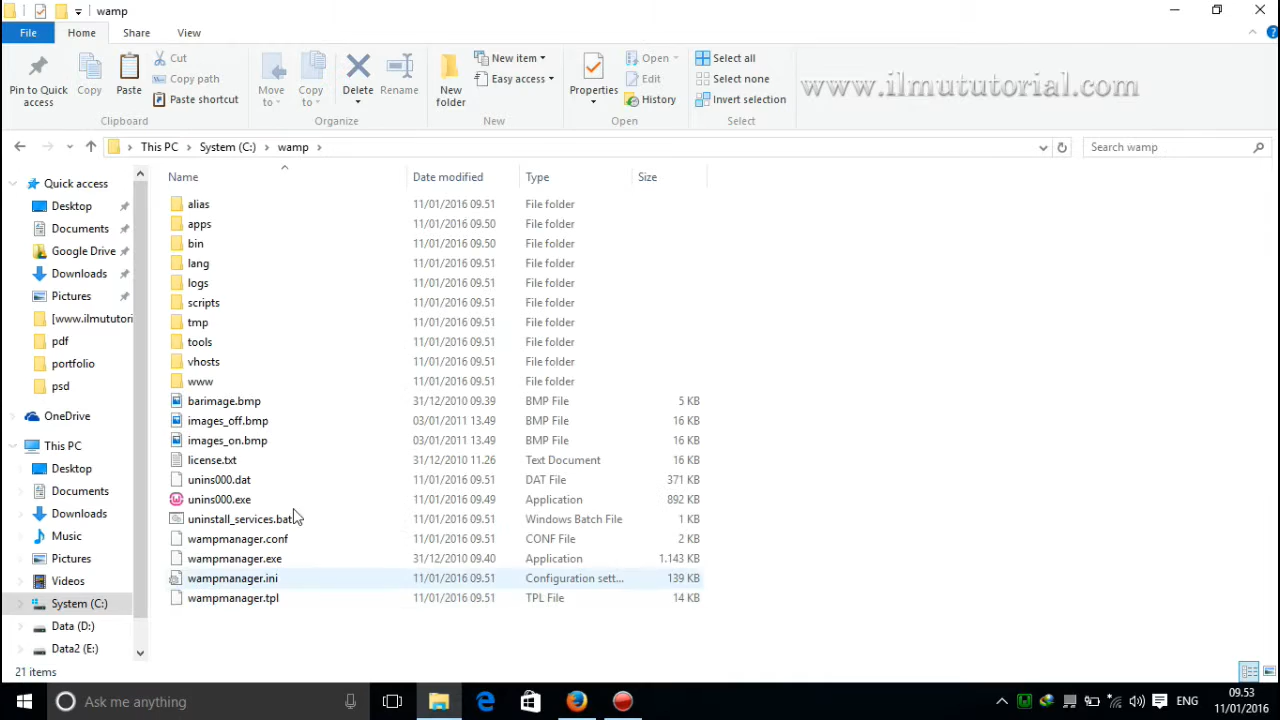 wamp
File Home Share View
Pin to Quick access
Copy
Paste
Cut
Copy path
Paste shortcut
Clipboard
Move to
Copy to
Delete
Rename
Organize
New folder
New item
Easy access
New
Properties
Open
Edit
History
Open
Select all
Select none
Invert selection
Select
www.ilmututorial.com
This PC System (C:) wamp
Search wamp
Quick access
Desktop
Documents
Google Drive
Downloads
Pictures
[www.ilmututori
pdf
portfolio
psd
OneDrive
This PC
Desktop
Documents
Downloads
Music
Pictures
Videos
System (C:)
Data (D:)
Data2 (E:)
Name Date modified Type Size
alias 11/01/2016 09.51 File folder
apps 11/01/2016 09.50 File folder
bin 11/01/2016 09.50 File folder
lang 11/01/2016 09.51 File folder
logs 11/01/2016 09.51 File folder
scripts 11/01/2016 09.51 File folder
tmp 11/01/2016 09.51 File folder
tools 11/01/2016 09.51 File folder
vhosts 11/01/2016 09.51 File folder
www 11/01/2016 09.51 File folder
barimage.bmp 31/12/2010 09.39 BMP File 5 KB
images_off.bmp 03/01/2011 13.49 BMP File 16 KB
images_on.bmp 03/01/2011 13.49 BMP File 16 KB
license.txt 31/12/2010 11.26 Text Document 16 KB
unins000.dat 11/01/2016 09.51 DAT File 371 KB
unins000.exe 11/01/2016 09.49 Application 892 KB
uninstall_services.bat 11/01/2016 09.51 Windows Batch File 1 KB
wampmanager.conf 11/01/2016 09.51 CONF File 2 KB
wampmanager.exe 31/12/2010 09.40 Application 1.143 KB
wampmanager.ini 11/01/2016 09.51 Configuration sett... 139 KB
wampmanager.tpl 11/01/2016 09.51 TPL File 14 KB
21 items
Ask me anything
ENG
09.53
11/01/2016